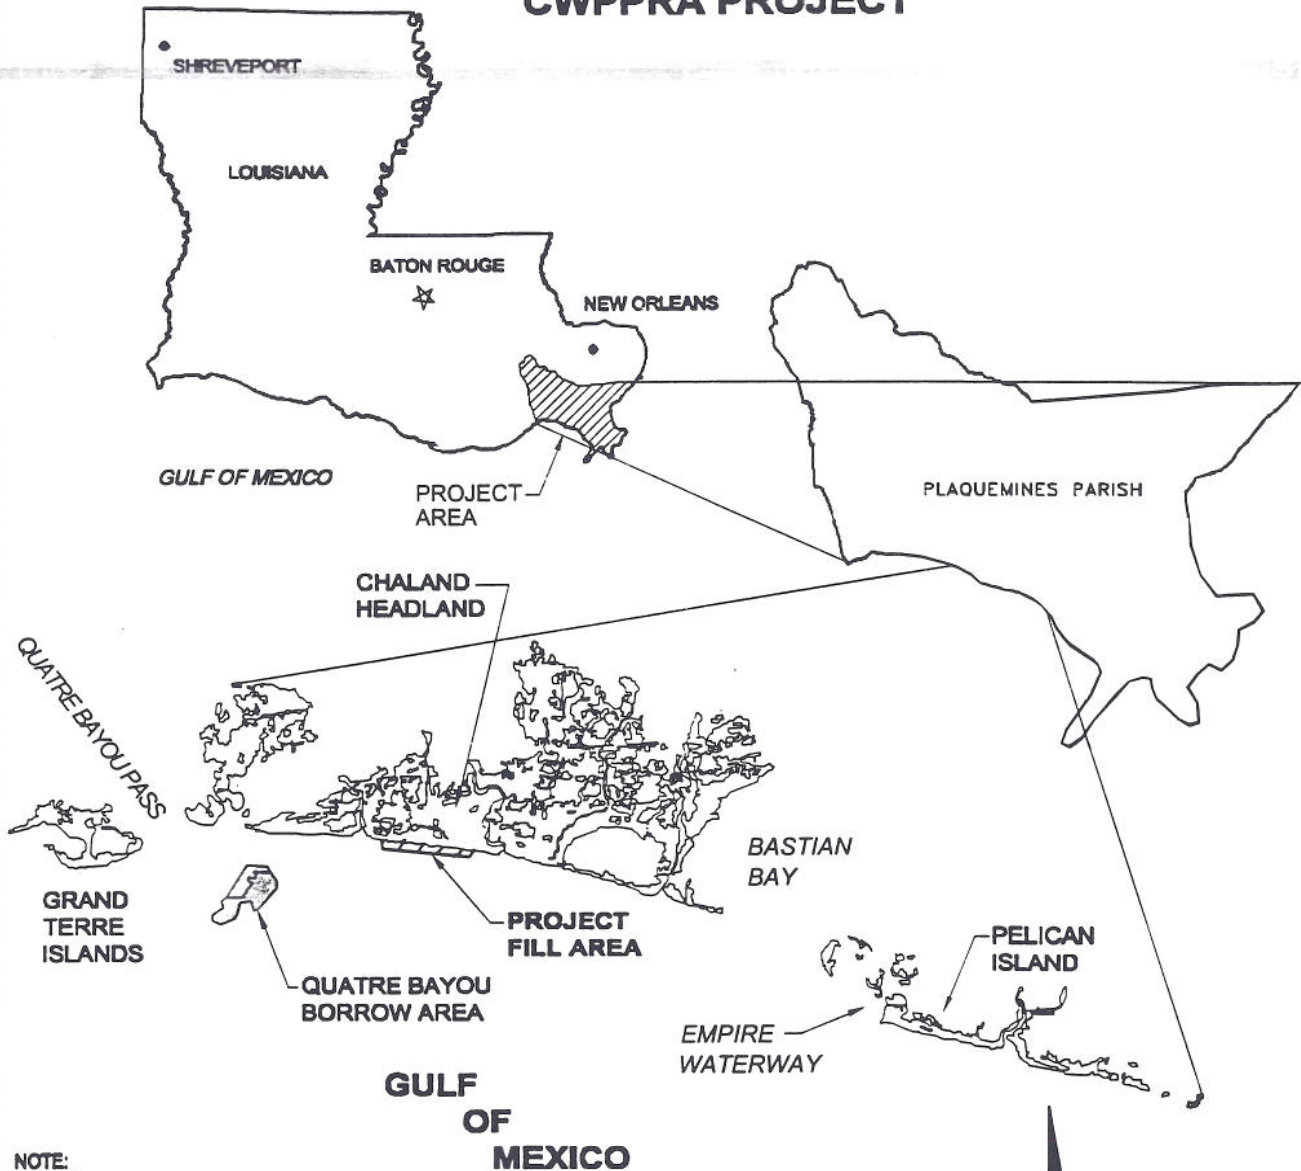 CWPPRA PROJECT
SHREVEPORT
LOUISIANA
BATON ROUGE
NEW ORLEANS
GULF OF MEXICO
PROJECT
AREA
PLAQUEMINES PARISH
CHALAND
HEADLAND
QUATRE BAYOU PASS
GRAND
TERRE
ISLANDS
BASTIAN
BAY
PROJECT
FILL AREA
QUATRE BAYOU
BORROW AREA
PELICAN
ISLAND
EMPIRE
WATERWAY
GULF
OF
MEXICO
NOTE: